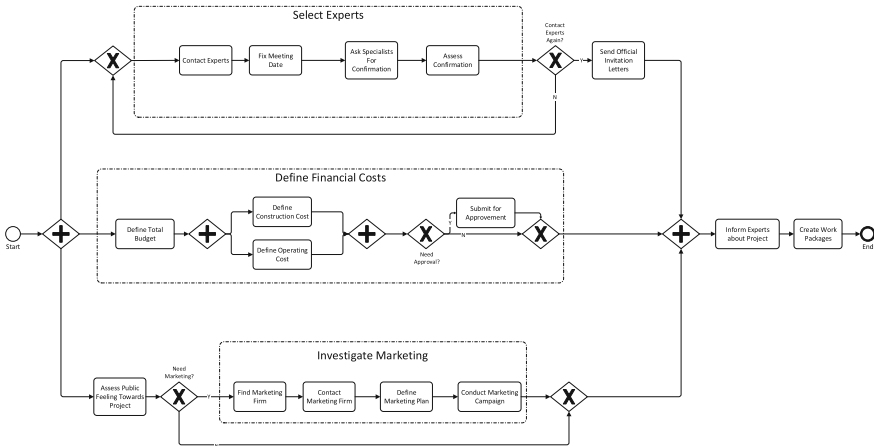 Select Experts
Contact
Experts
Again?
Contact Experts
Fix Meeting
Date
Ask Specialists
For
Confirmation
Assess
Confirmation
Y
Send Official
Invitation
Letters
N
Define Financial Costs
Start
Define Total
Budget
Define
Construction Cost
Define Operating
Cost
Need
Approval?
Y
Submit for
Approvement
N
Inform Experts
about Project
Create Work
Packages
End
Investigate Marketing
Assess Public
Feeling Towards
Project
Need
Marketing?
Y
Find Marketing
Firm
Contact
Marketing Firm
Define
Marketing Plan
Conduct Marketing
Campaign